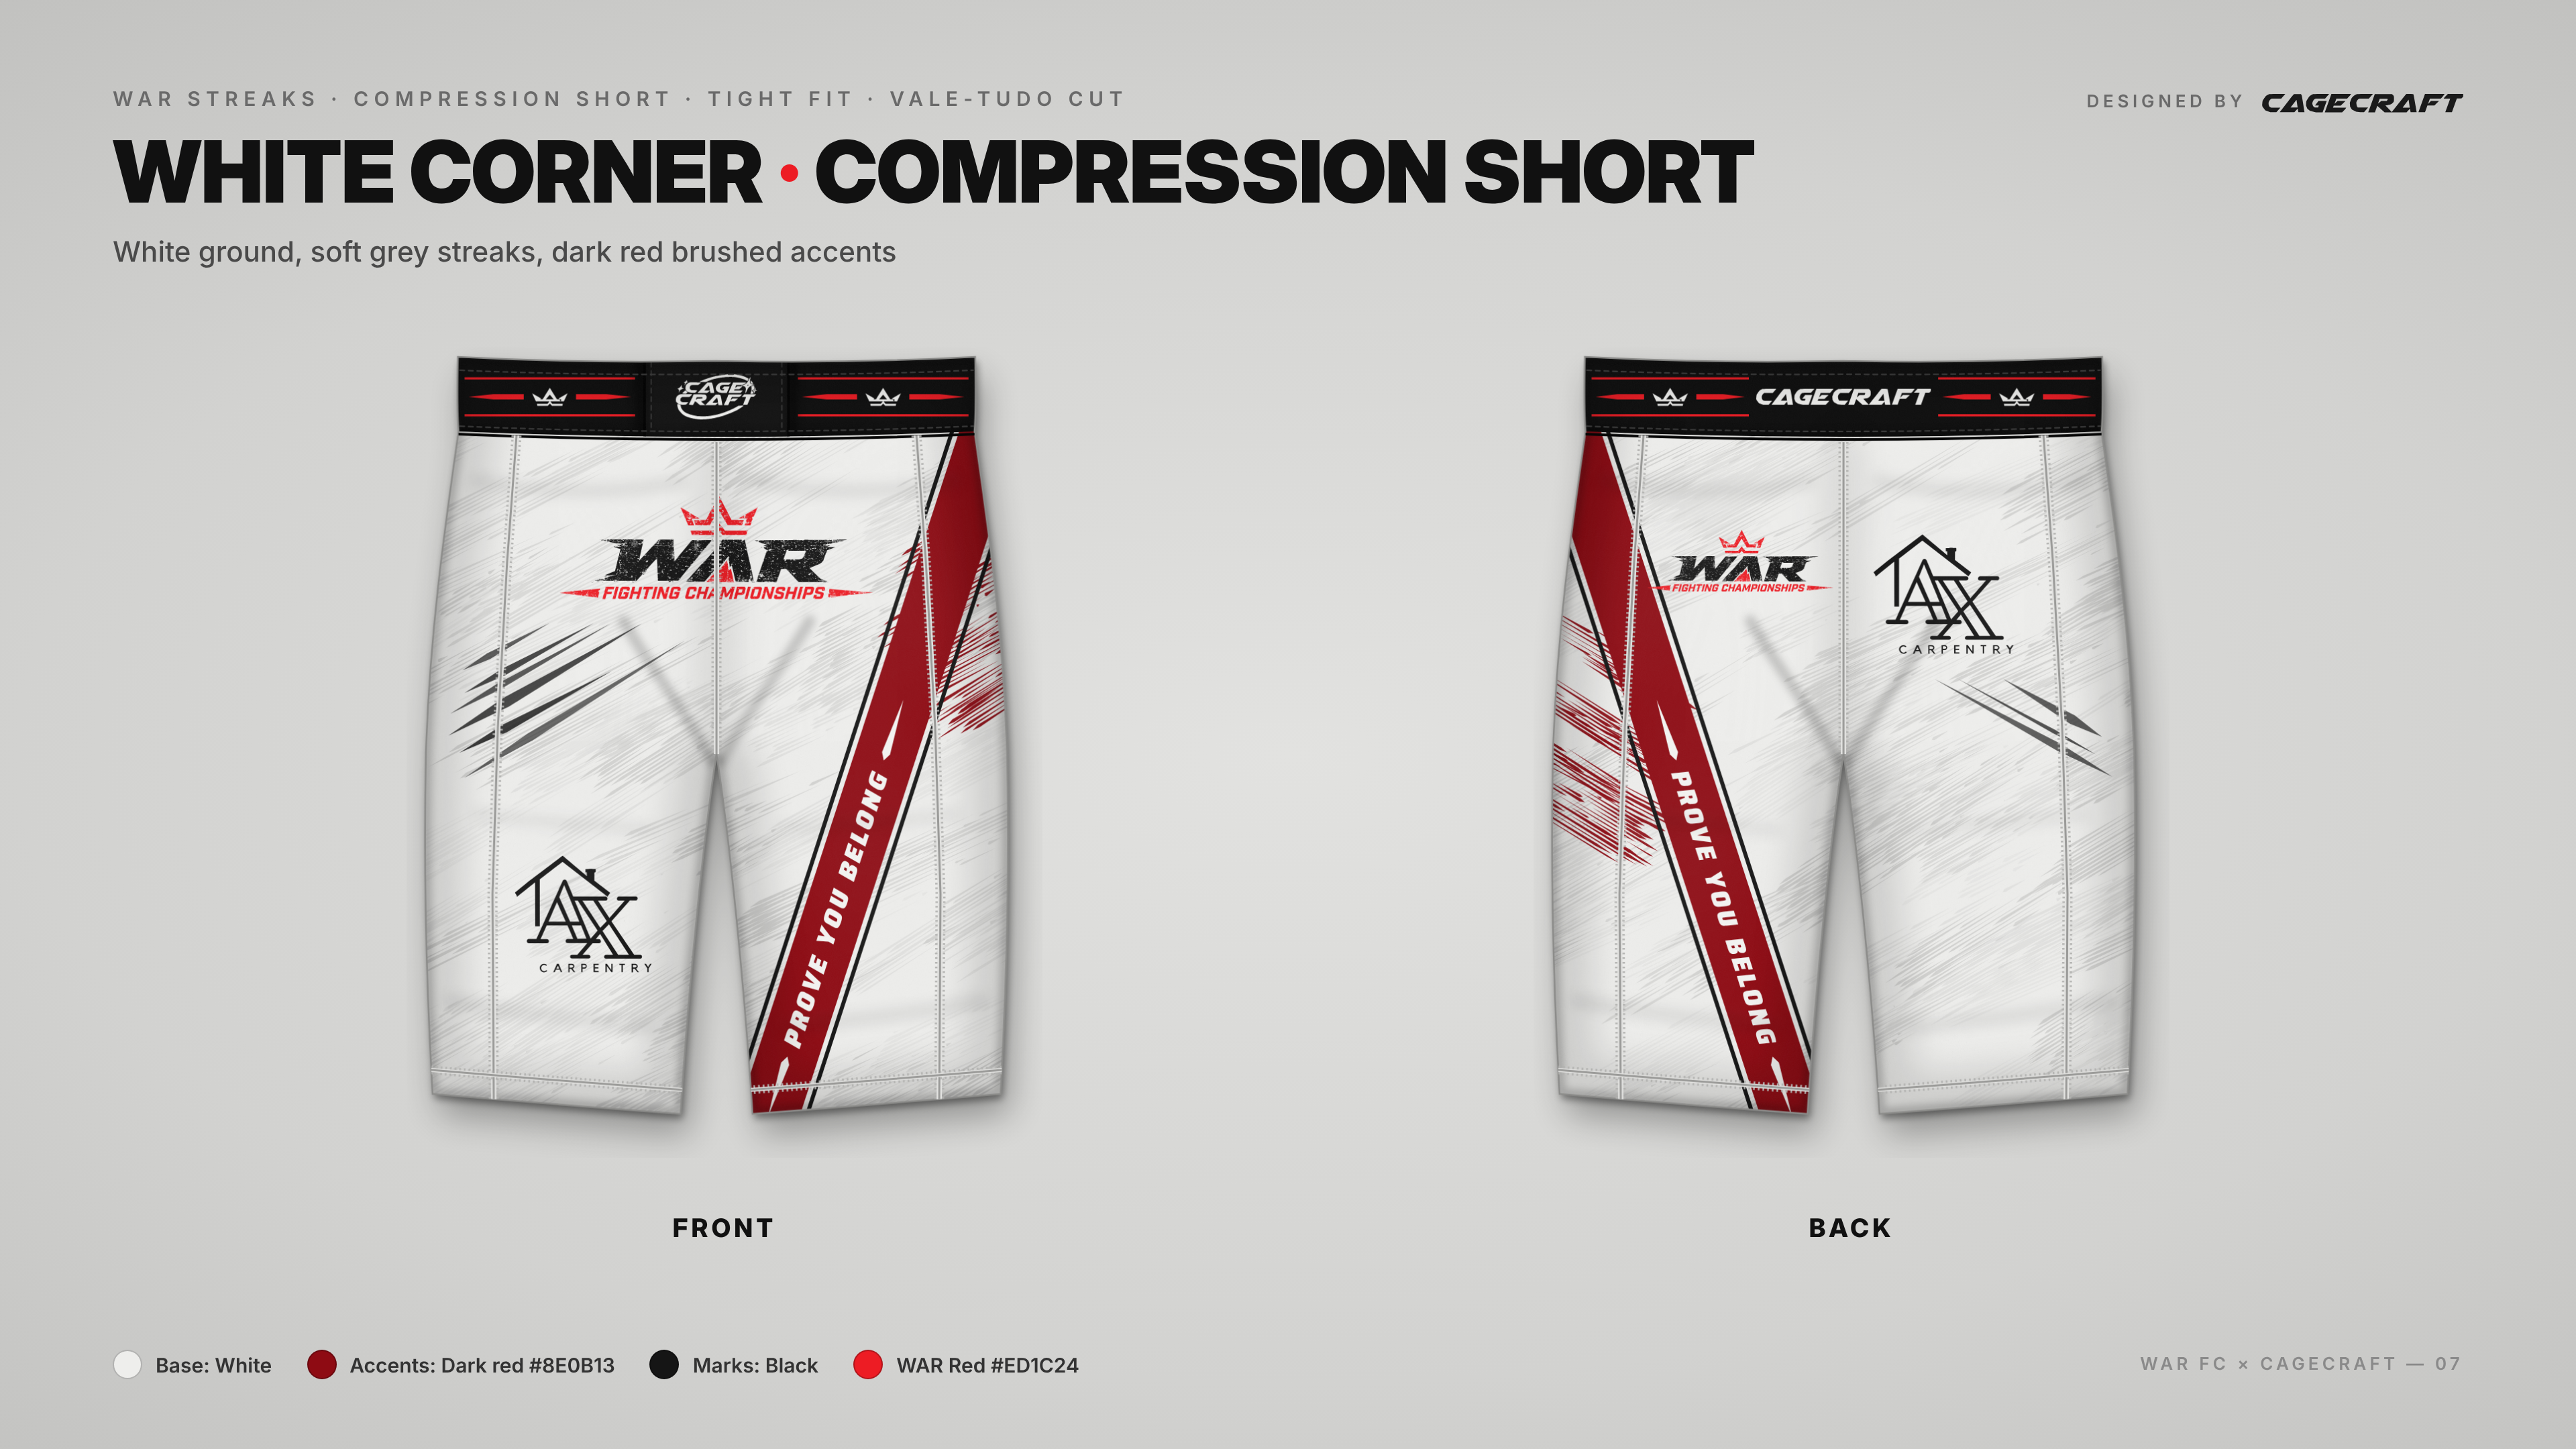 WAR STREAKS · COMPRESSION SHORT · TIGHT FIT · VALE-TUDO CUT
DESIGNED BY CAGECRAFT
WHITE CORNER · COMPRESSION SHORT
White ground, soft grey streaks, dark red brushed accents
CAGE
CRAFT
WAR
FIGHTING CHAMPIONSHIPS
PROVE YOU BELONG
AX
CARPENTRY
CAGECRAFT
WAR
FIGHTING CHAMPIONSHIPS
AX
CARPENTRY
PROVE YOU BELONG
FRONT
BACK
Base: White
Accents: Dark red #8E0B13
Marks: Black
WAR Red #ED1C24
WAR FC × CAGECRAFT — 07